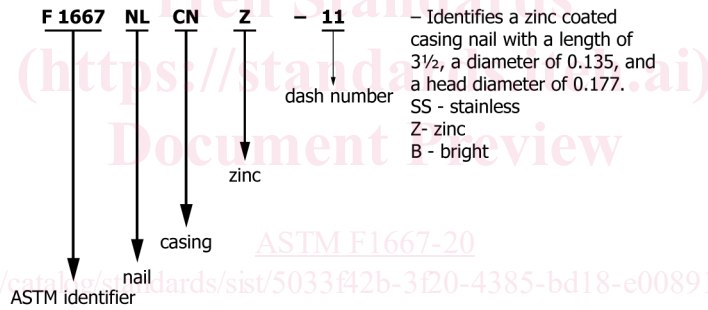 iTeh Standards
(https://standards.iteh.ai)
Document Preview
F 1667 NL CN Z – 11
– Identifies a zinc coated
casing nail with a length of
3½, a diameter of 0.135, and
a head diameter of 0.177.
SS - stainless
Z- zinc
B - bright
dash number
zinc
casing
nail
ASTM identifier
ASTM F1667-20
/catalog/standards/sist/5033f42b-3f20-4385-bd18-e00891